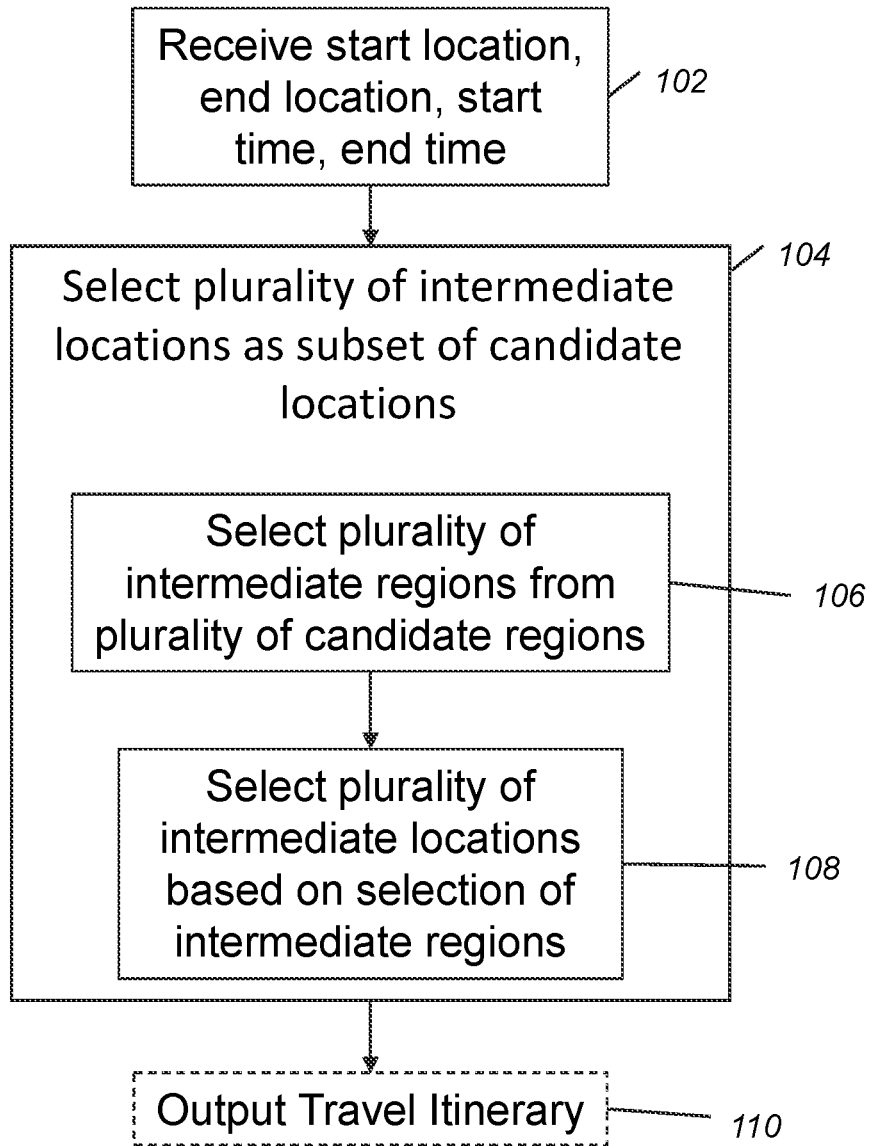 Receive start location,
end location, start
time, end time
102
104
Select plurality of intermediate
locations as subset of candidate
locations
Select plurality of
intermediate regions from
plurality of candidate regions
106
Select plurality of
intermediate locations
based on selection of
intermediate regions
108
Output Travel Itinerary
110